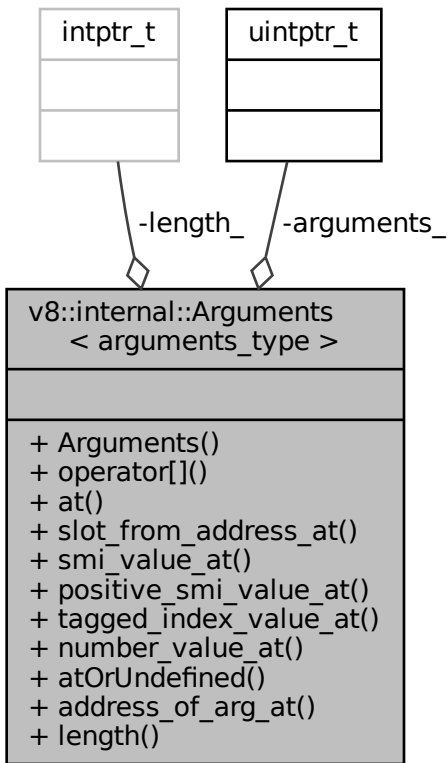 intptr_t
uintptr_t
-length_
-arguments_
v8::internal::Arguments
< arguments_type >
+ Arguments()
+ operator[]()
+ at()
+ slot_from_address_at()
+ smi_value_at()
+ positive_smi_value_at()
+ tagged_index_value_at()
+ number_value_at()
+ atOrUndefined()
+ address_of_arg_at()
+ length()